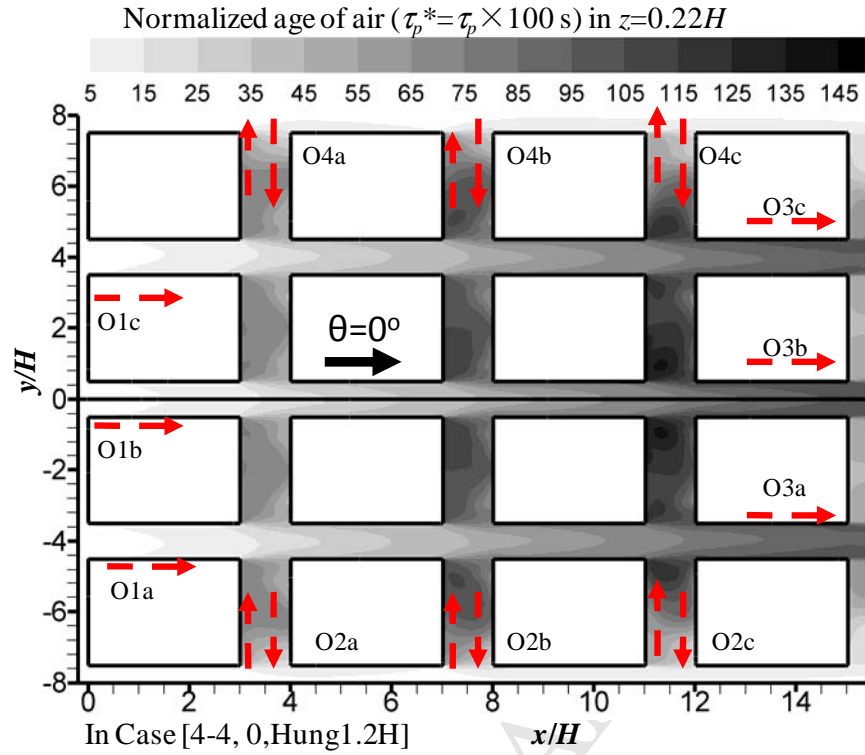 Normalized age of air (τp*=τp×100 s) in z=0.22H
5 15 25 35 45 55 65 75 85 95 105 115 125 135 145
8
O4a O4b O4c
6
O3c
4
O1c
2
θ=0º
O3b
y/H
0
O1b
-2
O3a
-4
O1a
-6
O2a O2b O2c
-8
0 2 4 6 8 10 12 14
In Case [4-4, 0,Hung1.2H] x/H